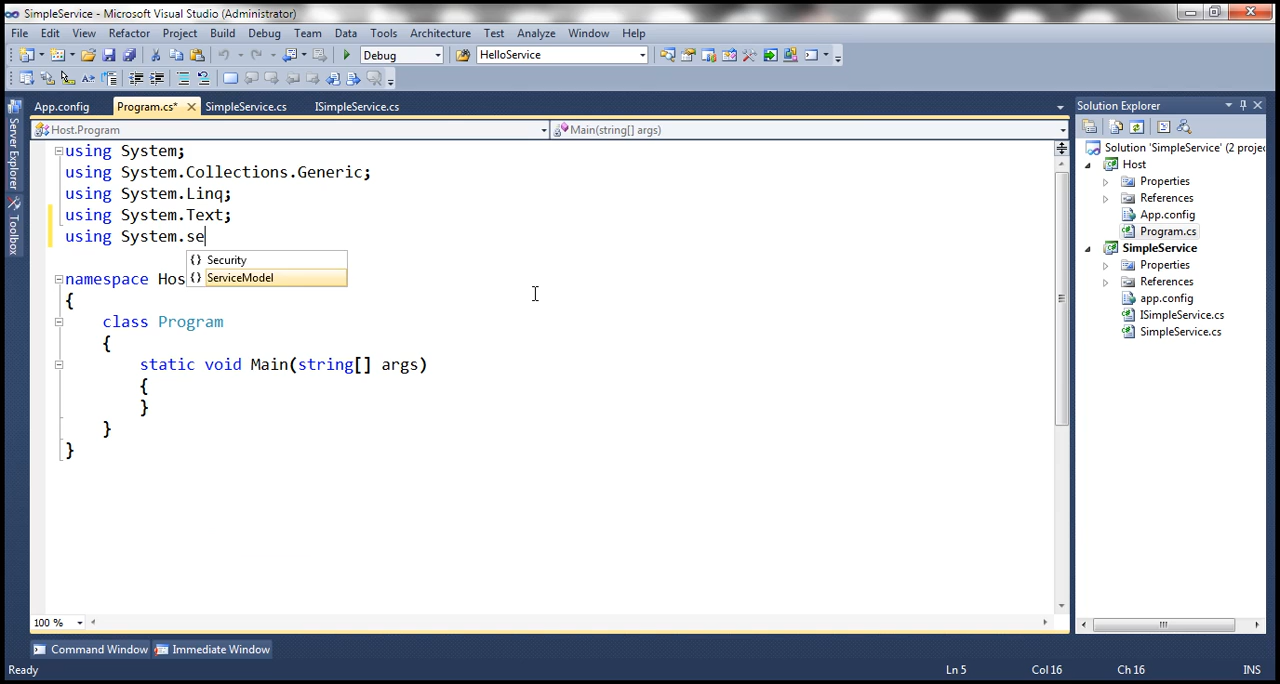 SimpleService - Microsoft Visual Studio (Administrator)
File Edit View Refactor Project Build Debug Team Data Tools Architecture Test Analyze Window Help
Debug HelloService
App.config Program.cs* SimpleService.cs ISimpleService.cs
Host.Program Main(string[] args)
using System;
using System.Collections.Generic;
using System.Linq;
using System.Text;
using System.se
{} Security
{} ServiceModel
namespace Hos
{
class Program
{
static void Main(string[] args)
{
}
}
}
100 %
Server Explorer
Toolbox
Solution Explorer
Solution 'SimpleService' (2 projec
Host
Properties
References
App.config
Program.cs
SimpleService
Properties
References
app.config
ISimpleService.cs
SimpleService.cs
Command Window Immediate Window
Ready Ln 5 Col 16 Ch 16 INS